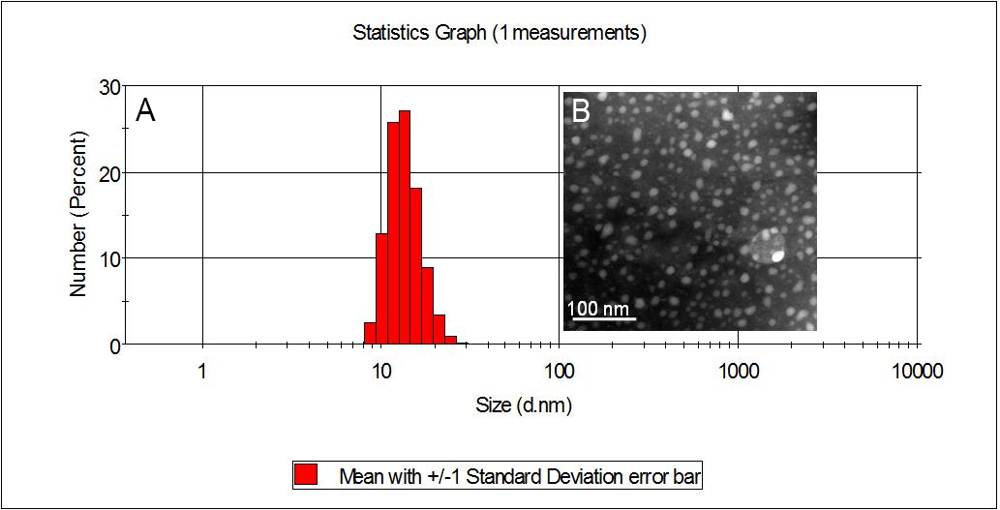 Statistics Graph (1 measurements)
30
20
10
0
Number (Percent)
A
B
100 nm
1
10
100
1000
10000
Size (d.nm)
Mean with +/-1 Standard Deviation error bar